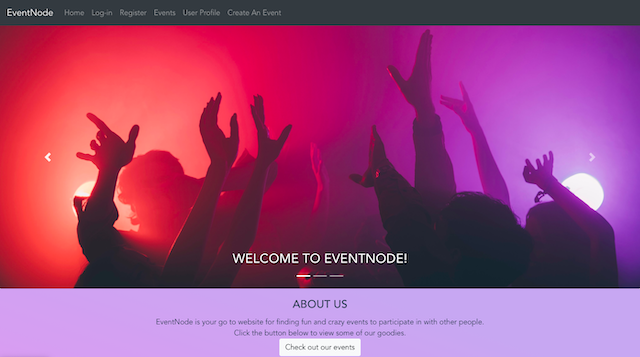 EventNode Home Log-in Register Events User Profile Create An Event
WELCOME TO EVENTNODE!
ABOUT US
EventNode is your go to website for finding fun and crazy events to participate in with other people.
Click the button below to view some of our goodies.
Check out our events